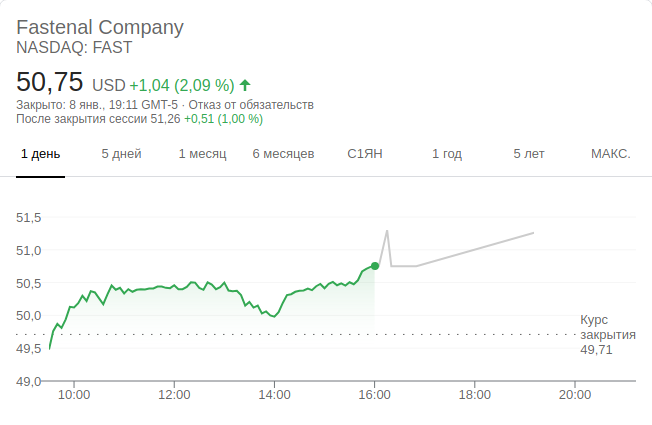 Fastenal Company
NASDAQ: FAST
50,75 USD +1,04 (2,09 %)
Закрыто: 8 янв., 19:11 GMT-5 · Отказ от обязательств
После закрытия сессии 51,26 +0,51 (1,00 %)
1 день 5 дней 1 месяц 6 месяцев С1ЯН 1 год 5 лет МАКС.
51,5
51,0
50,5
50,0
49,5
49,0
Курс
закрытия
49,71
10:00 12:00 14:00 16:00 18:00 20:00